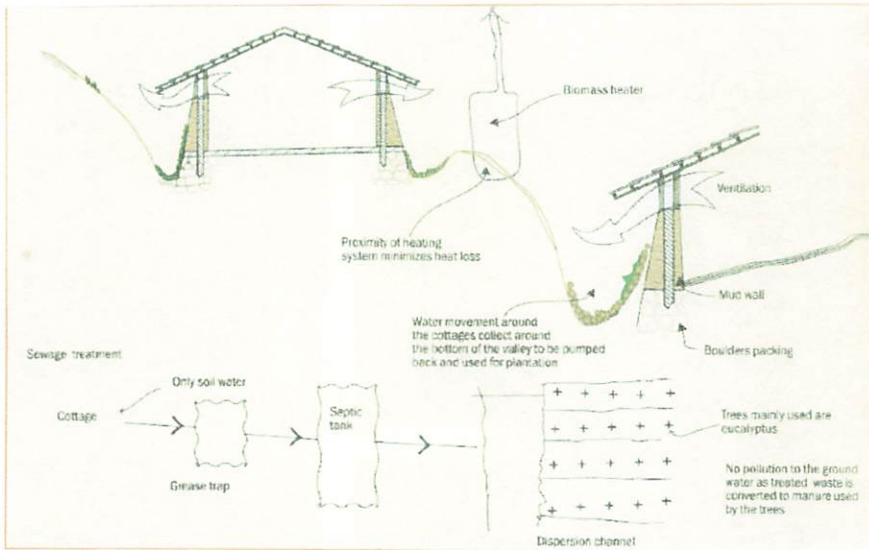 Biomass heater
Ventilation
Proximity of heating
system minimizes heat loss
Mud wall
Water movement around
the cottages collect around
the bottom of the valley to be pumped
back and used for plantation
Boulders packing
Sewage treatment
Only soil water
Cottage
Septic
tank
Grease trap
Trees mainly used are
eucalyptus
No pollution to the ground
water as treated waste is
converted to manure used
by the trees
Dispersion channel